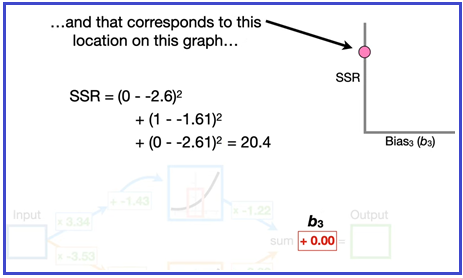 ...and that corresponds to this
location on this graph...
SSR
SSR = (0 - -2.6)²
+ (1 - -1.61)²
+ (0 - -2.61)² = 20.4
Bias₃ (b₃)
+ -1.43
Input
x 3.34
x -1.22
b₃
Output
sum + 0.00 =
x -3.53